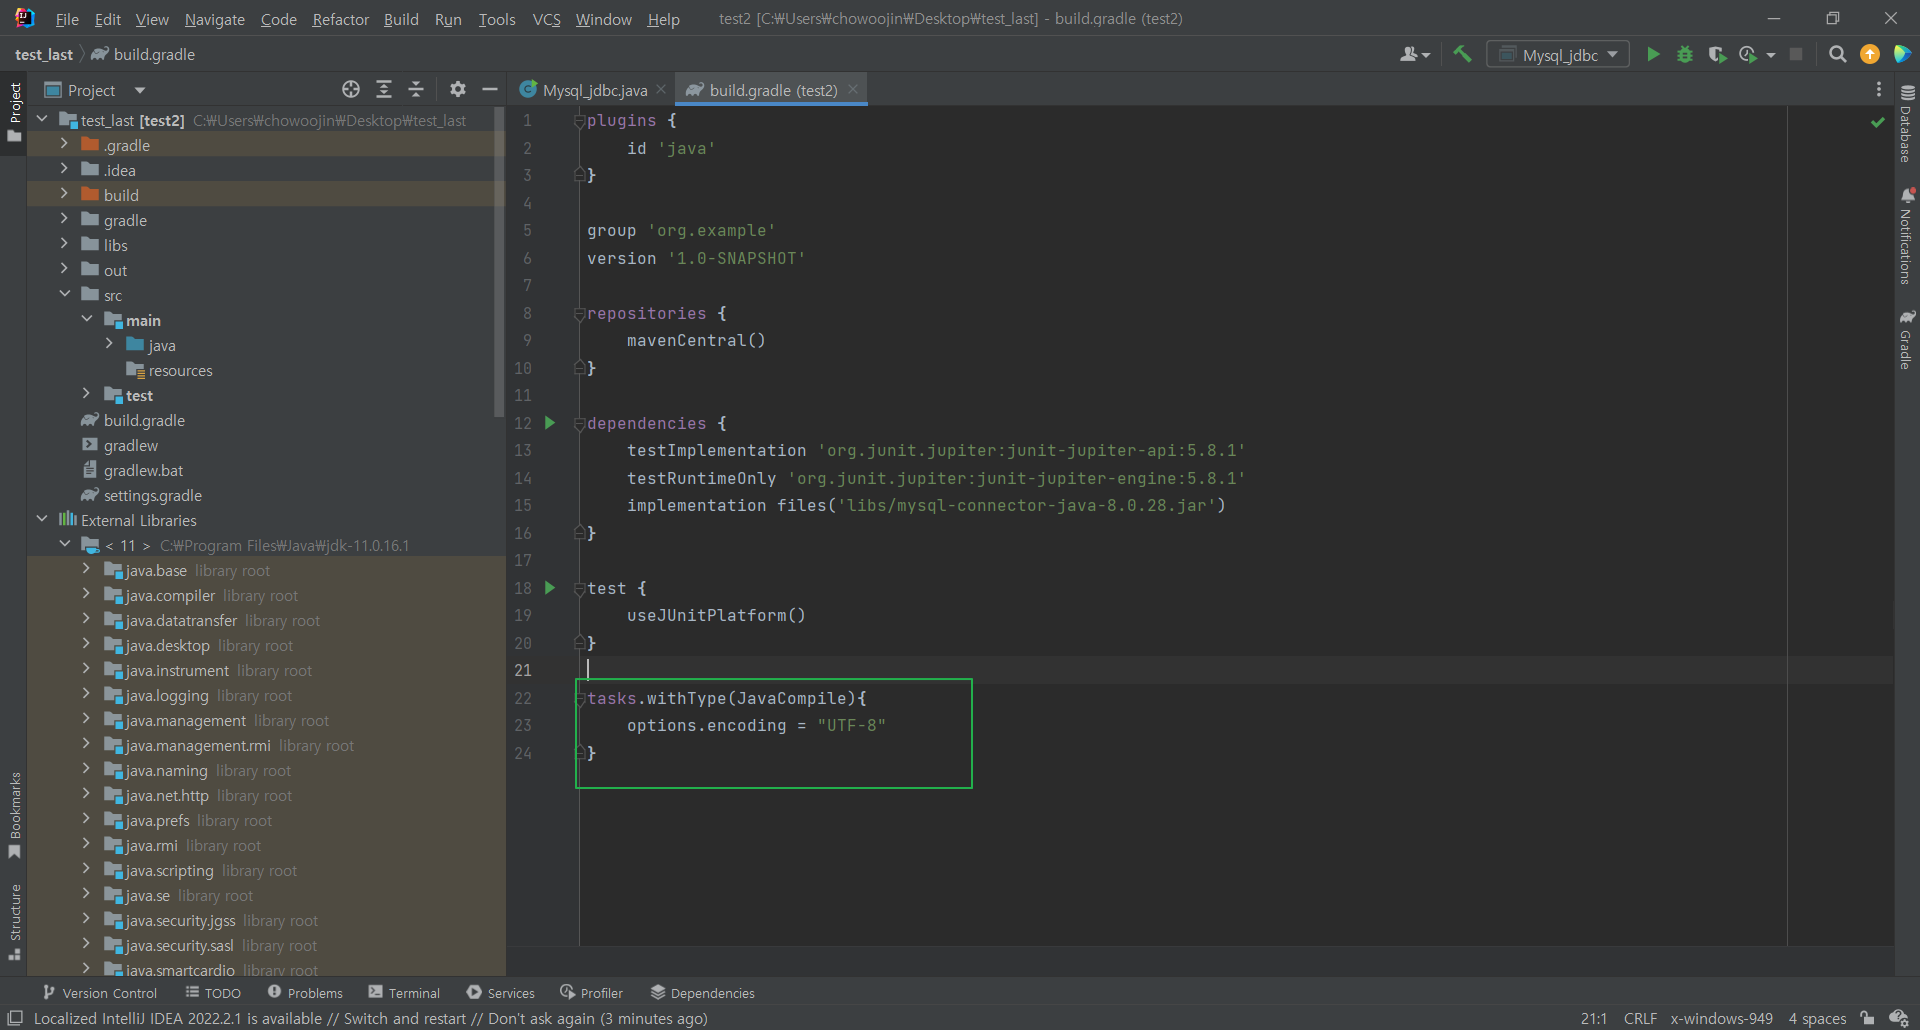 File Edit View Navigate Code Refactor Build Run Tools VCS Window Help test2 [C:₩Users₩chowoojin₩Desktop₩test_last] - build.gradle (test2)
test_last build.gradle Mysql_jdbc
Project
Project
Mysql_jdbc.java
build.gradle (test2)
test_last [test2] C:₩Users₩chowoojin₩Desktop₩test_last
.gradle
.idea
build
gradle
libs
out
src
main
java
resources
test
build.gradle
gradlew
gradlew.bat
settings.gradle
External Libraries
< 11 > C:₩Program Files₩Java₩jdk-11.0.16.1
java.base library root
java.compiler library root
java.datatransfer library root
java.desktop library root
java.instrument library root
java.logging library root
java.management library root
java.management.rmi library root
java.naming library root
java.net.http library root
java.prefs library root
java.rmi library root
java.scripting library root
java.se library root
java.security.jgss library root
java.security.sasl library root
java.smartcardio library root
Bookmarks
Structure
1 plugins {
2 id 'java'
3 }
4
5 group 'org.example'
6 version '1.0-SNAPSHOT'
7
8 repositories {
9 mavenCentral()
10 }
11
12 dependencies {
13 testImplementation 'org.junit.jupiter:junit-jupiter-api:5.8.1'
14 testRuntimeOnly 'org.junit.jupiter:junit-jupiter-engine:5.8.1'
15 implementation files('libs/mysql-connector-java-8.0.28.jar')
16 }
17
18 test {
19 useJUnitPlatform()
20 }
21
22 tasks.withType(JavaCompile){
23 options.encoding = "UTF-8"
24 }
Database
Notifications
Gradle
Version Control TODO Problems Terminal Services Profiler Dependencies
Localized IntelliJ IDEA 2022.2.1 is available // Switch and restart // Don't ask again (3 minutes ago) 21:1 CRLF x-windows-949 4 spaces